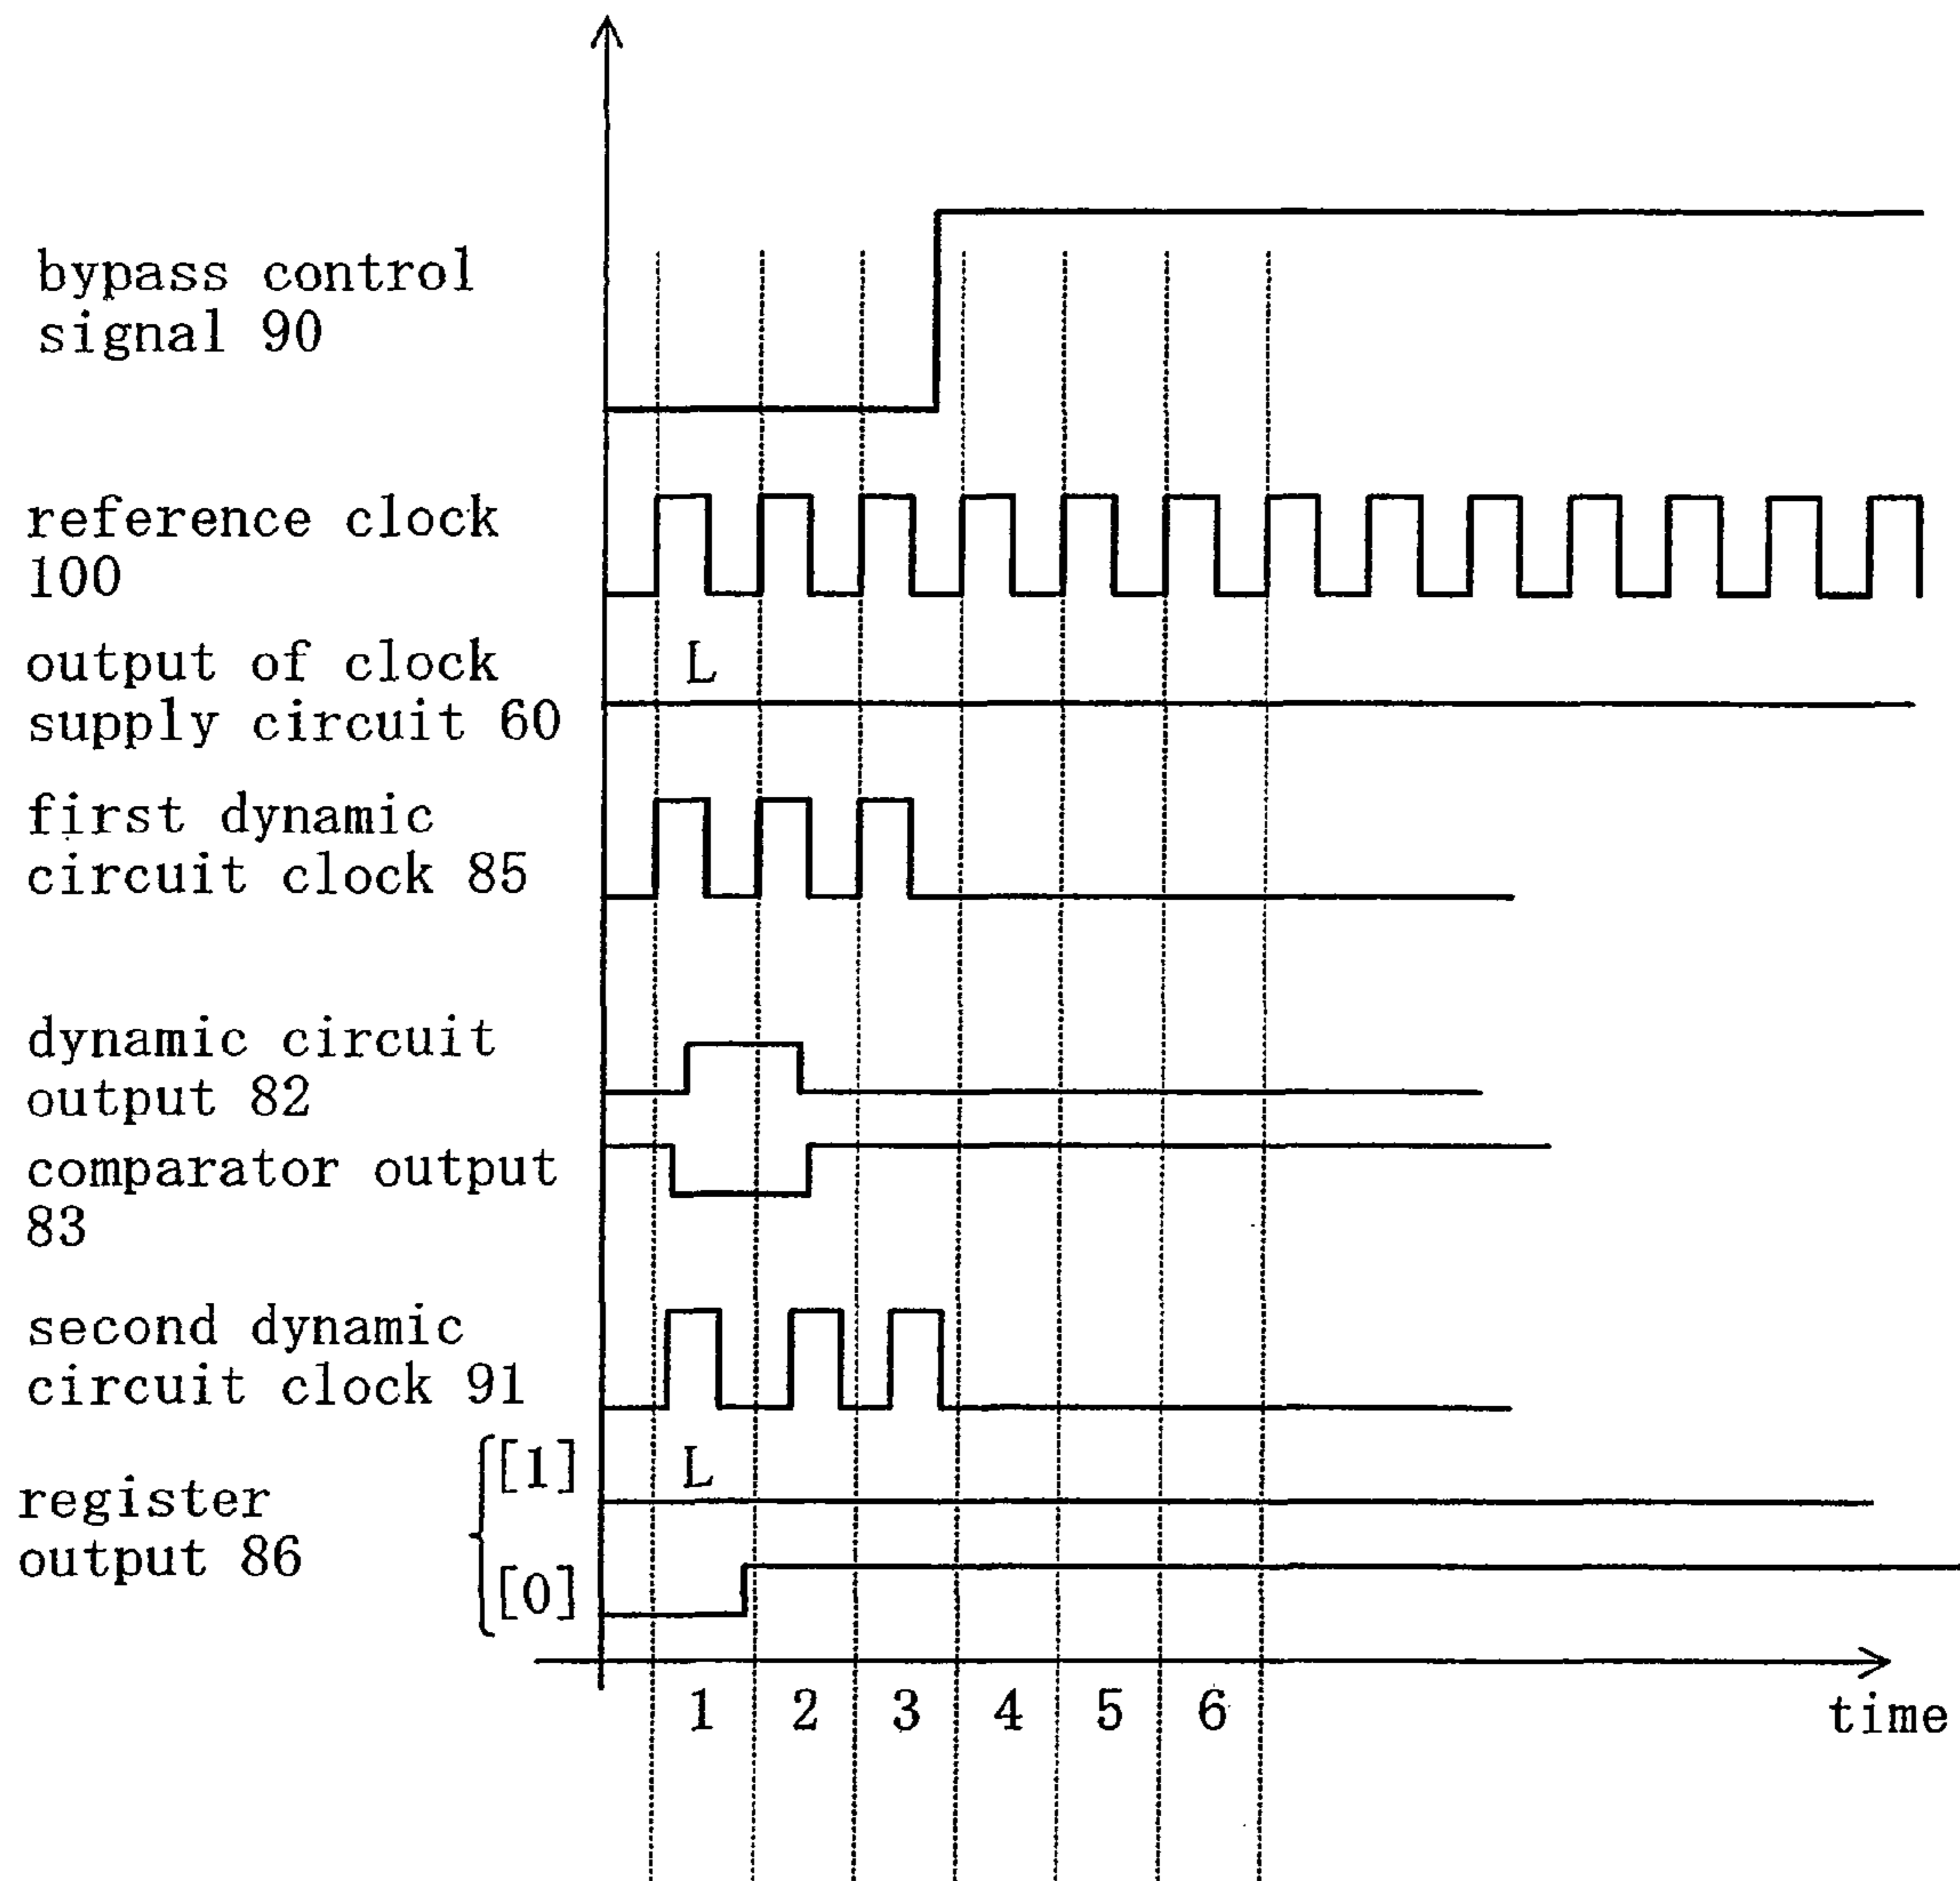 bypass control
signal 90
reference clock
100
output of clock
supply circuit 60
L
first dynamic
circuit clock 85
dynamic circuit
output 82
comparator output
83
second dynamic
circuit clock 91
register
output 86
[1]
L
[0]
1 2 3 4 5 6
time